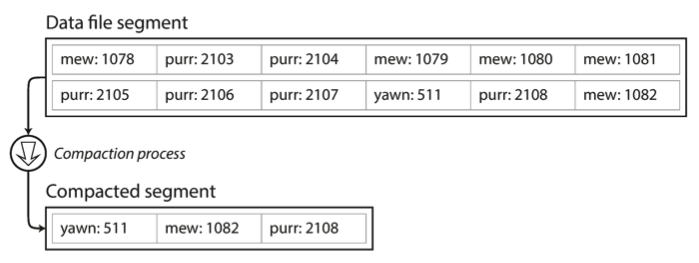 Data file segment
mew: 1078 purr: 2103 purr: 2104 mew: 1079 mew: 1080 mew: 1081
purr: 2105 purr: 2106 purr: 2107 yawn: 511 purr: 2108 mew: 1082
Compaction process
Compacted segment
yawn: 511 mew: 1082 purr: 2108